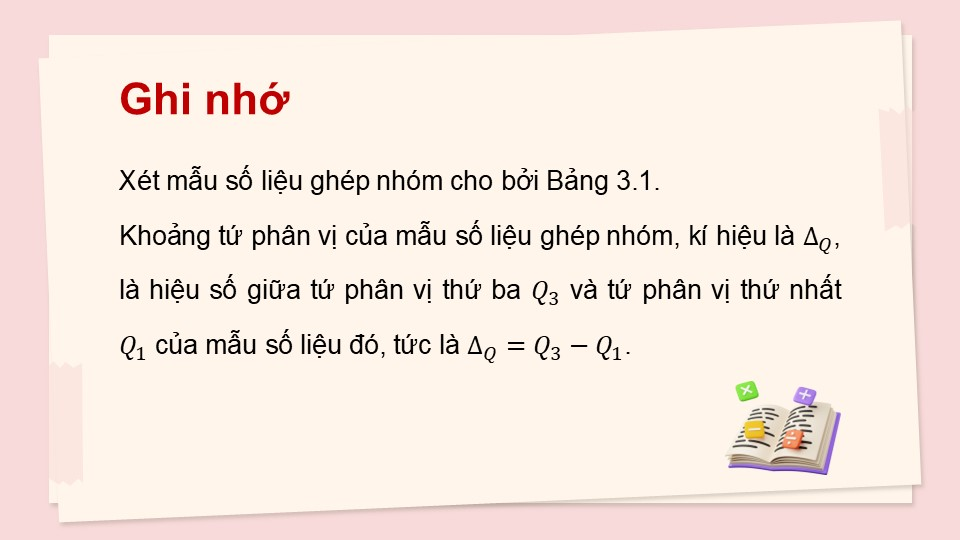 Ghi nhớ
Xét mẫu số liệu ghép nhóm cho bởi Bảng 3.1.
Khoảng tứ phân vị của mẫu số liệu ghép nhóm, kí hiệu là Δ_Q,
là hiệu số giữa tứ phân vị thứ ba Q₃ và tứ phân vị thứ nhất
Q₁ của mẫu số liệu đó, tức là Δ_Q = Q₃ − Q₁.